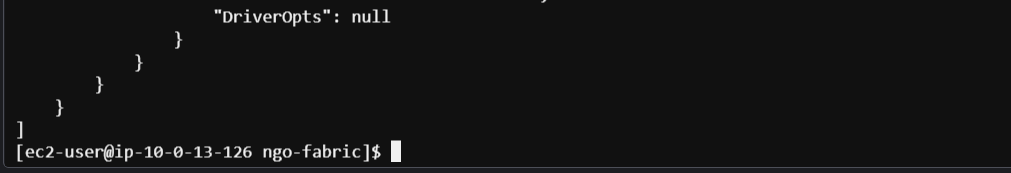 "DriverOpts": null
}
}
}
}
]
[ec2-user@ip-10-0-13-126 ngo-fabric]$